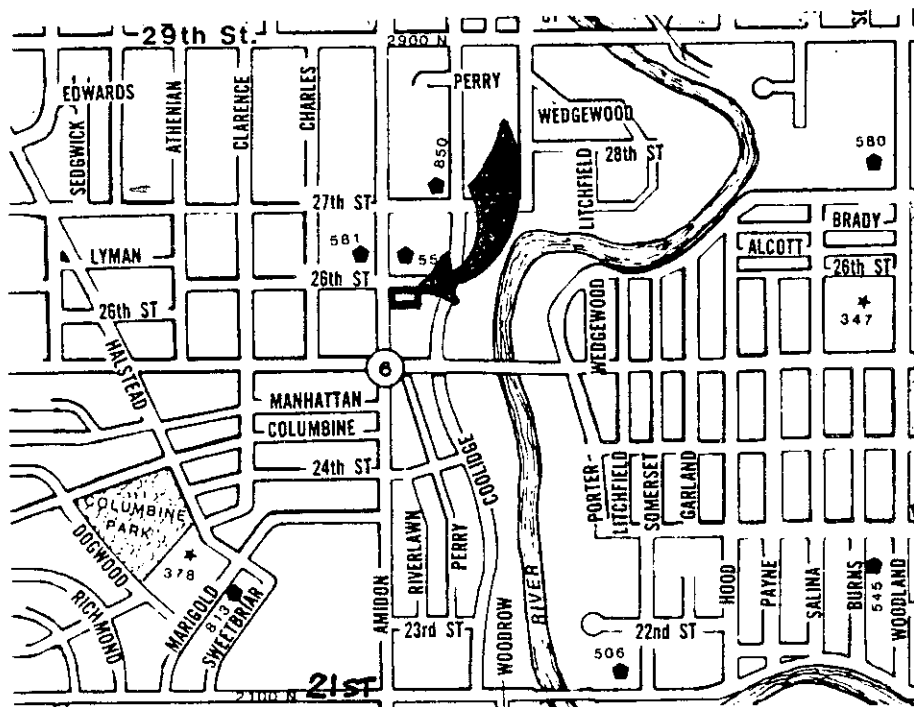 29th St.
2900 N
EDWARDS
SEDGWICK
ATHENIAN
CLARENCE
CHARLES
PERRY
WEDGEWOOD
28th ST
LITCHFIELD
850
580
27th ST
BRADY
ALCOTT
26th ST
LYMAN
581
55
26th ST
26th ST
347
HALSTEAD
WEDGEWOOD
6
MANHATTAN
COLUMBINE
24th ST
COOLIDGE
PORTER
LITCHFIELD
SOMERSET
GARLAND
COLUMBINE
PARK
DOGWOOD
378
RICHMOND
MARIGOLD
813
SWEETBRIAR
AMIDON
RIVERLAWN
PERRY
23rd ST
WOODROW
RIVER
HOOD
PAYNE
SALINA
BURNS
545
WOODLAND
22nd ST
506
2100 N
21ST